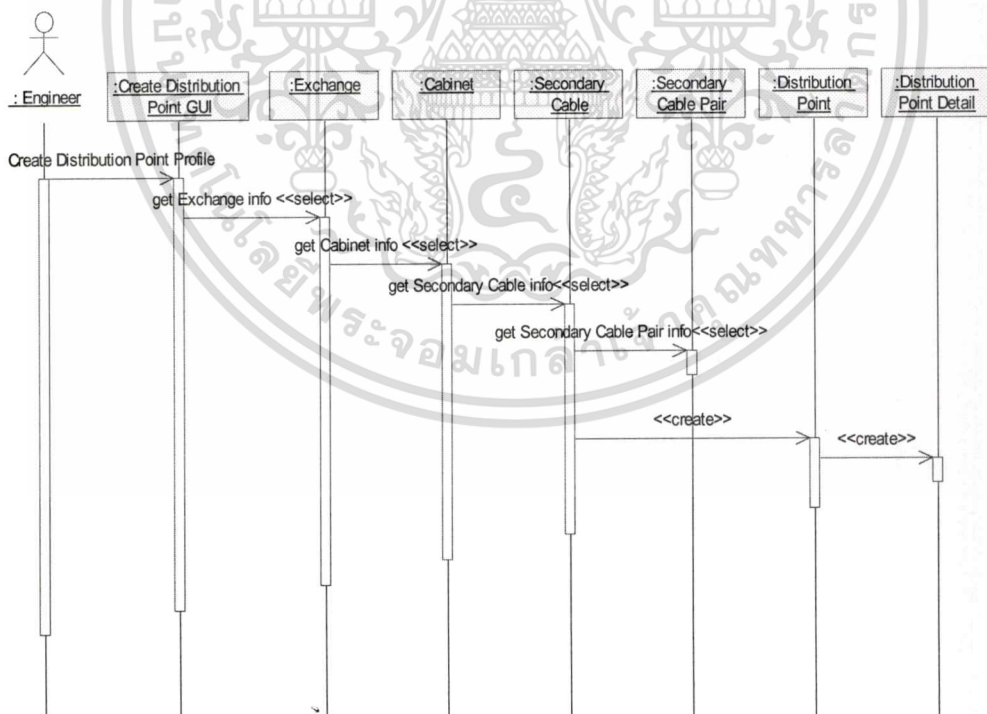 : Engineer
:Create Distribution
Point GUI
:Exchange
:Cabinet
:Secondary
Cable
:Secondary
Cable Pair
:Distribution
Point
:Distribution
Point Detail
Create Distribution Point Profile
get Exchange info <<select>>
get Cabinet info <<select>>
get Secondary Cable info<<select>>
get Secondary Cable Pair info<<select>>
<<create>>
<<create>>